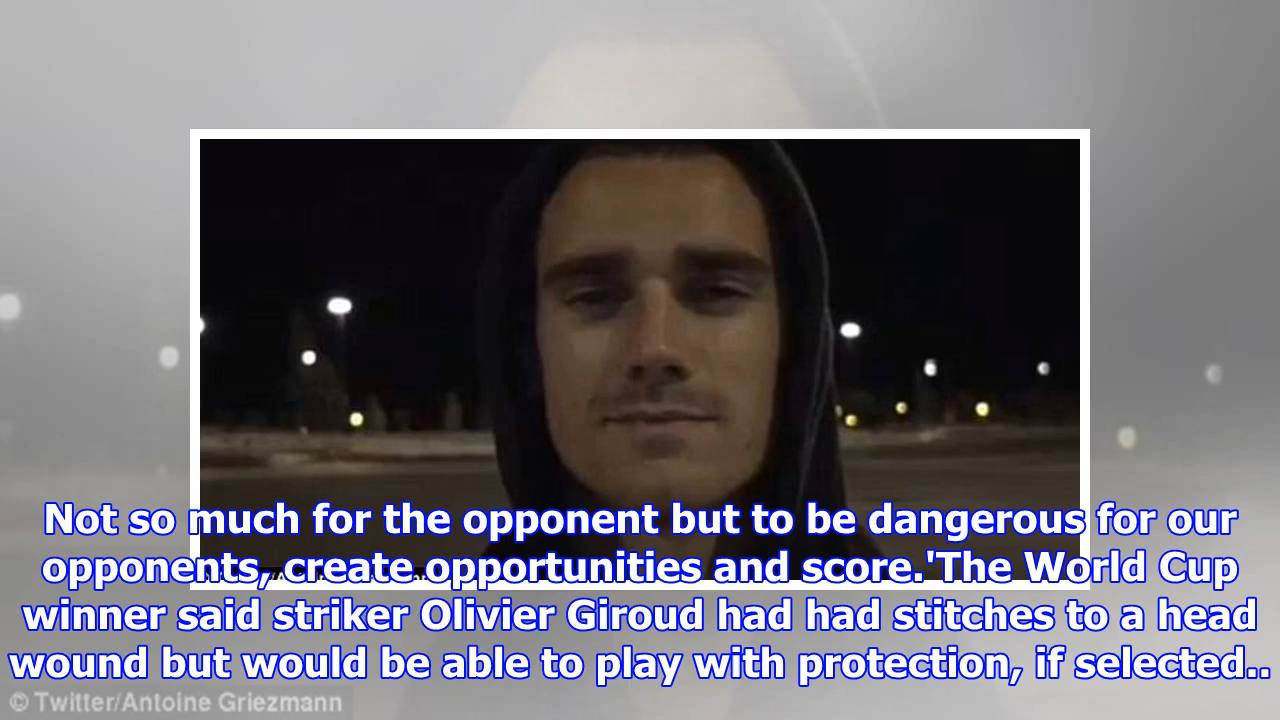 Not so much for the opponent but to be dangerous for our
opponents, create opportunities and score.'The World Cup
winner said striker Olivier Giroud had had stitches to a head
wound but would be able to play with protection, if selected..
© Twitter/Antoine Griezmann